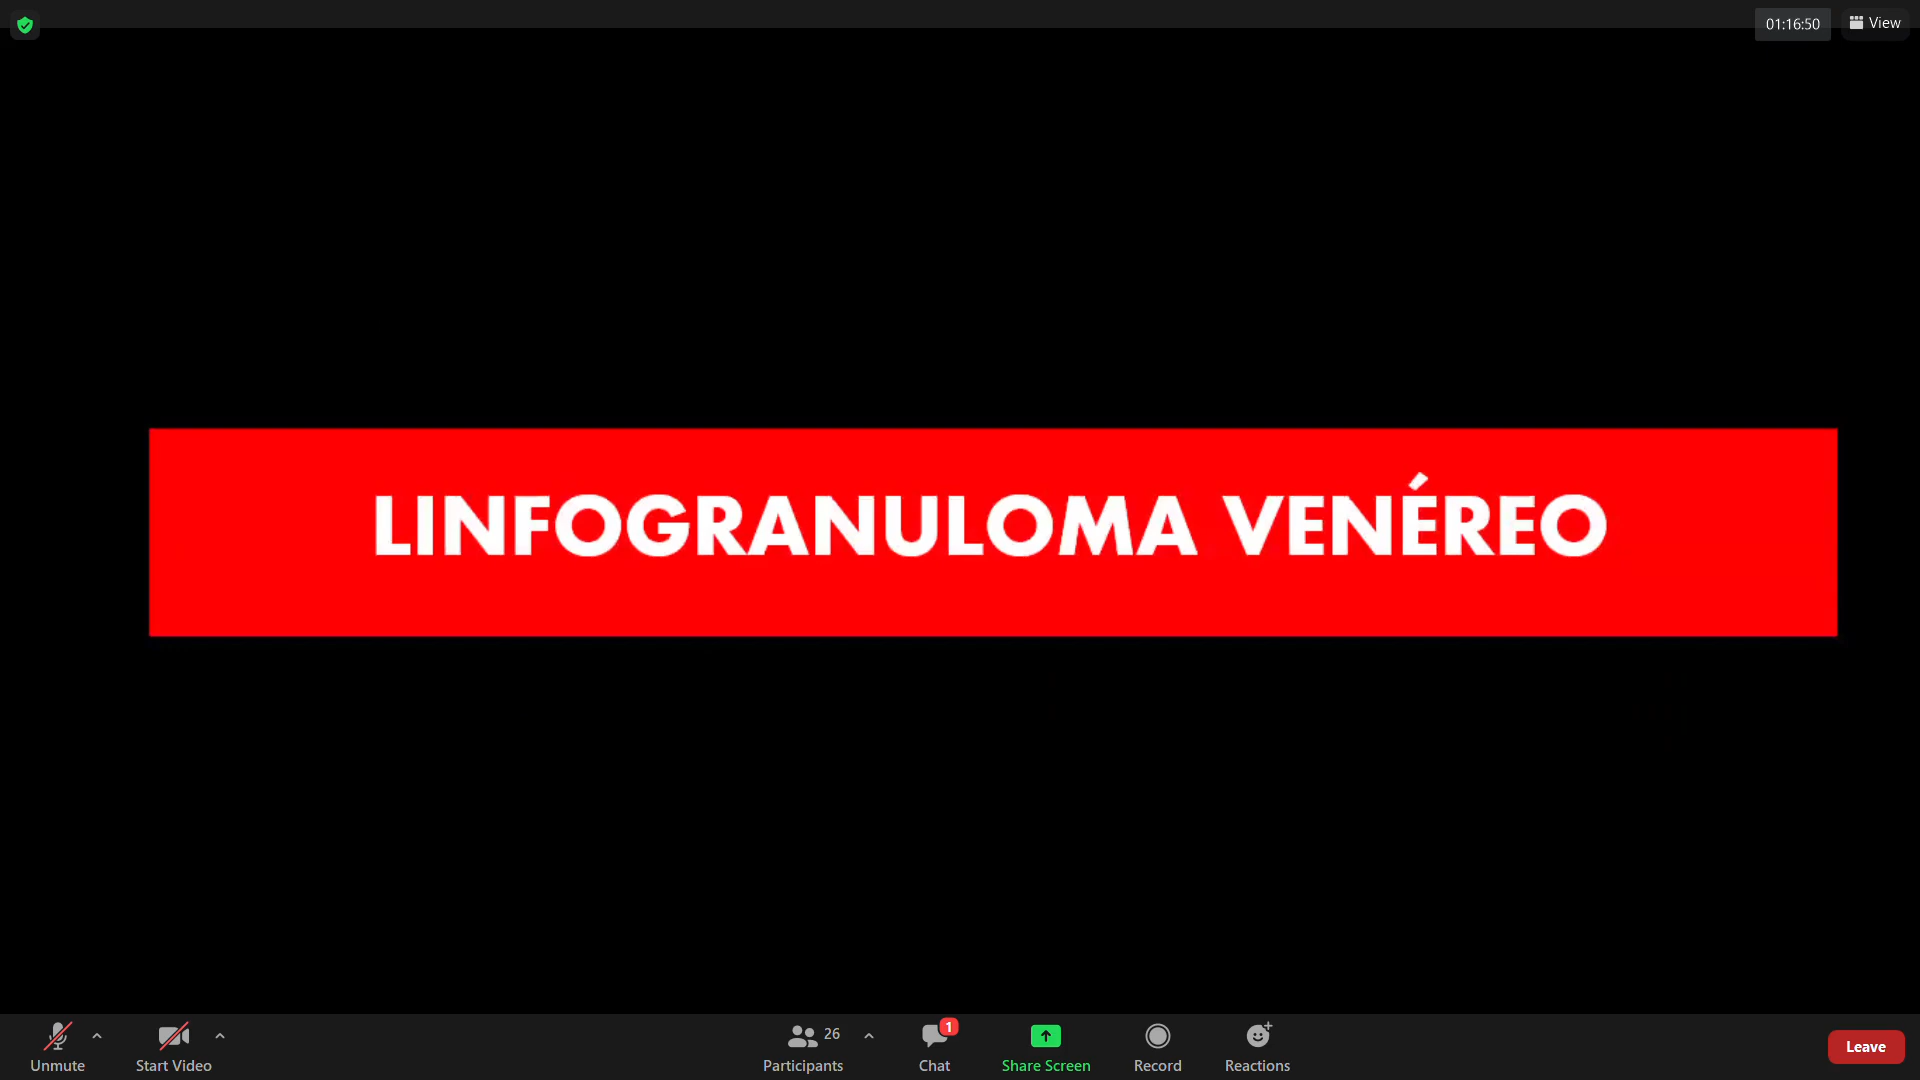 01:16:50
View
LINFOGRANULOMA VENÉREO
Unmute
Start Video
26
Participants
1
Chat
Share Screen
Record
Reactions
Leave